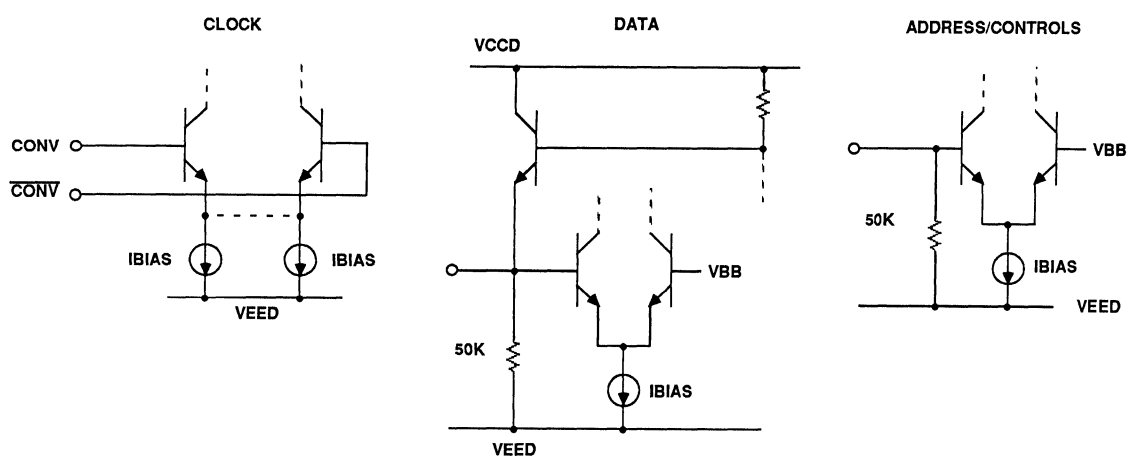 CLOCK
CONV
CONV
IBIAS
IBIAS
VEED
DATA
VCCD
VBB
50K
IBIAS
VEED
ADDRESS/CONTROLS
VBB
50K
IBIAS
VEED